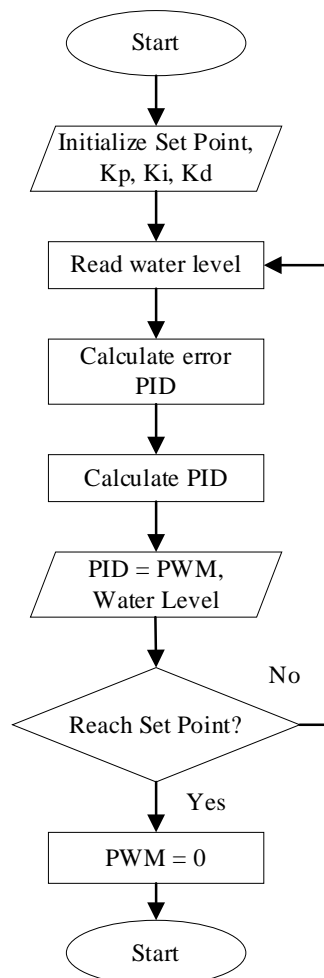 Start
Initialize Set Point,
Kp, Ki, Kd
Read water level
Calculate error
PID
Calculate PID
PID = PWM,
Water Level
No
Reach Set Point?
Yes
PWM = 0
Start